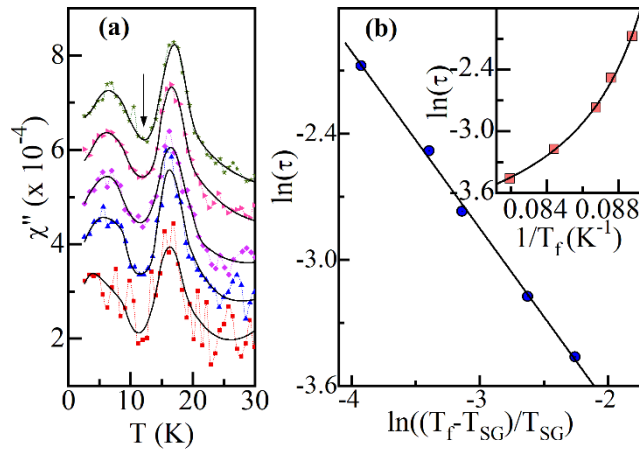 (a)
8
6
4
2
χ" (x 10⁻⁴)
0 10 20 30
T (K)
(b)
-2.4
-3.0
-3.6
ln(τ)
-4 -3 -2
ln((T_f-T_SG)/T_SG)
-2.4
-3.0
-3.6
ln(τ)
0.084 0.088
1/T_f (K⁻¹)